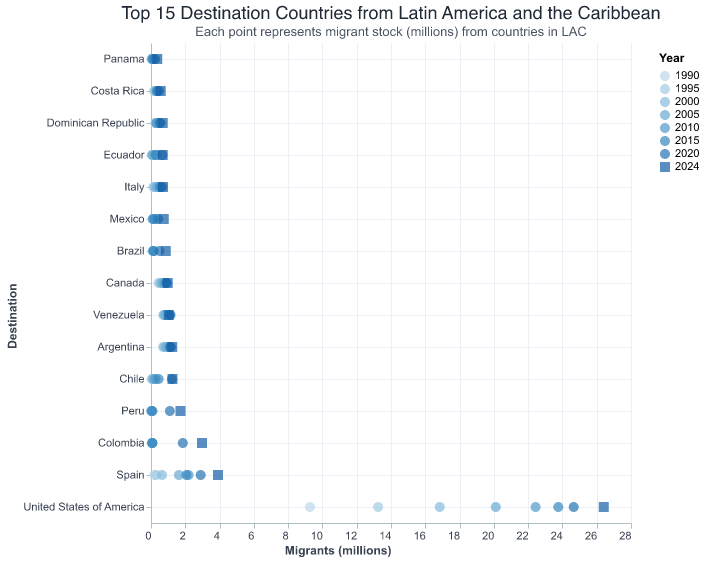 Top 15 Destination Countries from Latin America and the Caribbean
Each point represents migrant stock (millions) from countries in LAC
Year
1990
1995
2000
2005
2010
2015
2020
2024
Destination
Panama
Costa Rica
Dominican Republic
Ecuador
Italy
Mexico
Brazil
Canada
Venezuela
Argentina
Chile
Peru
Colombia
Spain
United States of America
0 2 4 6 8 10 12 14 16 18 20 22 24 26 28
Migrants (millions)